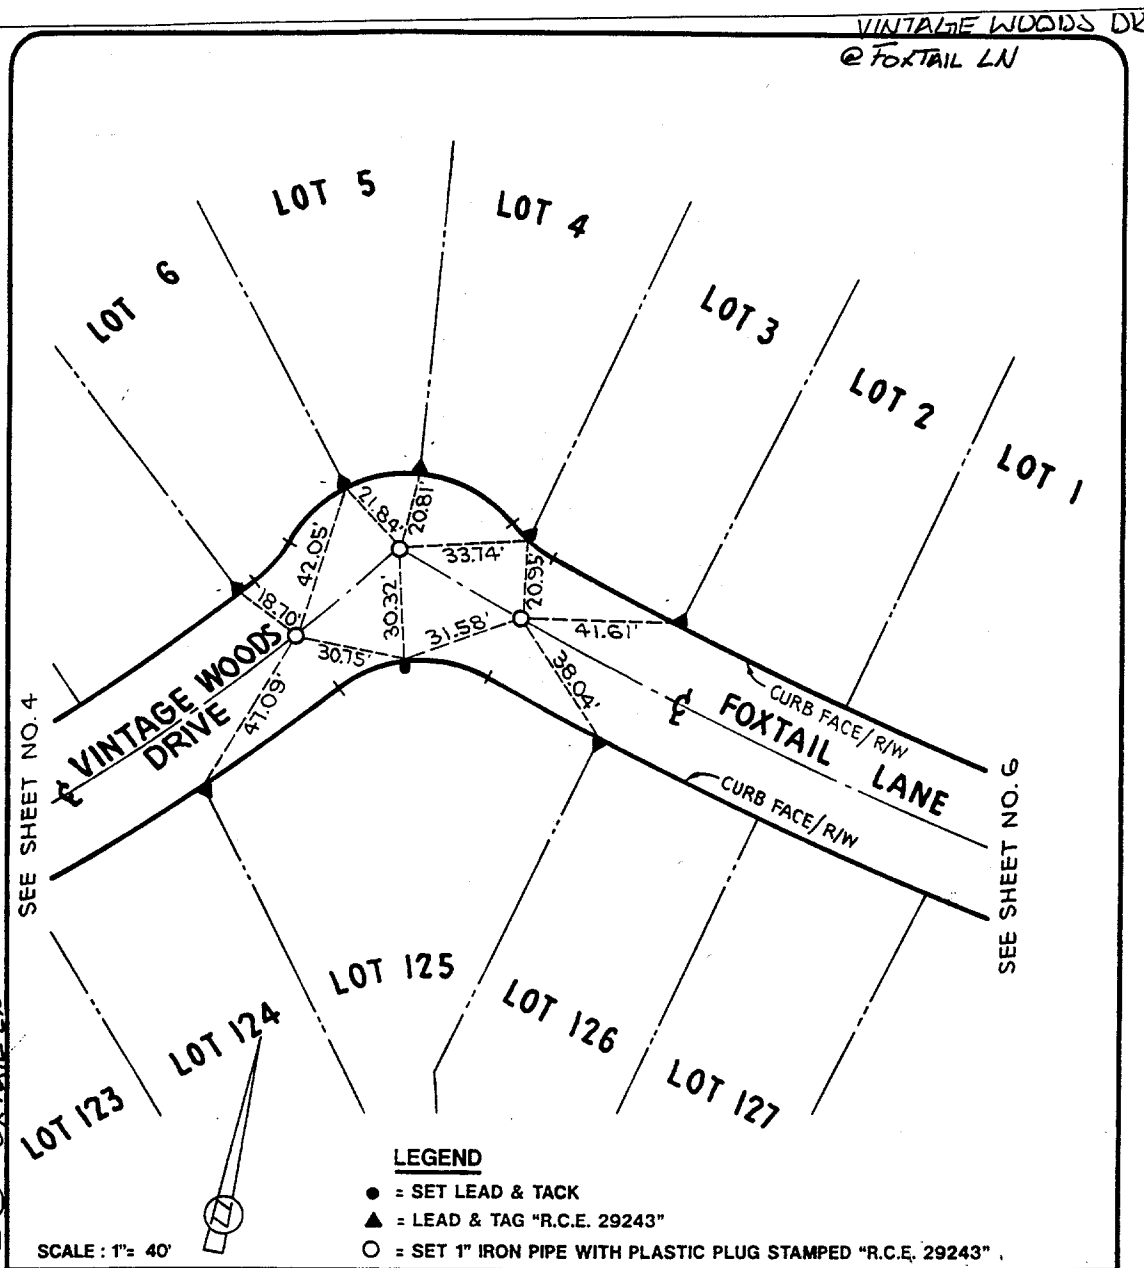 VINTAGE WOODS DR
@ FOXTAIL LN
LOT 5
LOT 4
LOT 6
LOT 3
LOT 2
LOT 1
21.84'
20.81'
42.05'
33.74'
20.95'
18.70'
30.32'
31.58'
41.61'
30.75'
38.04'
47.09'
℄ VINTAGE WOODS
DRIVE
℄ FOXTAIL LANE
CURB FACE/R/W
CURB FACE/R/W
SEE SHEET NO. 4
SEE SHEET NO. 6
LOT 125
LOT 124
LOT 126
LOT 123
LOT 127
LEGEND
● = SET LEAD & TACK
▲ = LEAD & TAG "R.C.E. 29243"
○ = SET 1" IRON PIPE WITH PLASTIC PLUG STAMPED "R.C.E. 29243"
SCALE : 1"= 40'